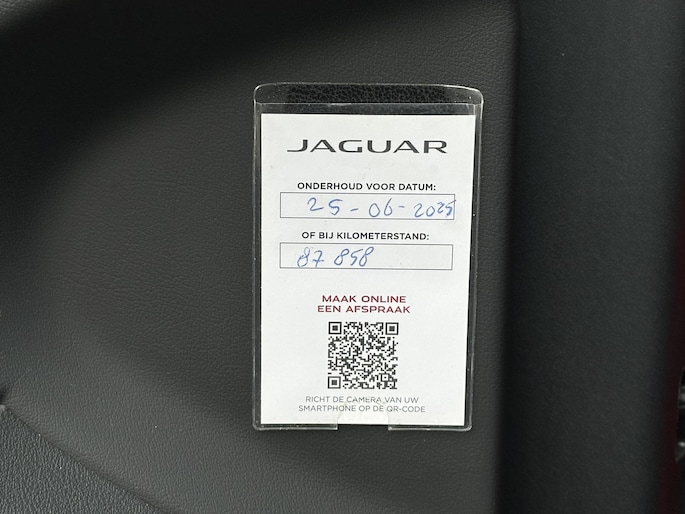 JAGUAR
ONDERHOUD VOOR DATUM:
25-06-2025
OF BIJ KILOMETERSTAND:
87 858
MAAK ONLINE
EEN AFSPRAAK
RICHT DE CAMERA VAN UW
SMARTPHONE OP DE QR-CODE